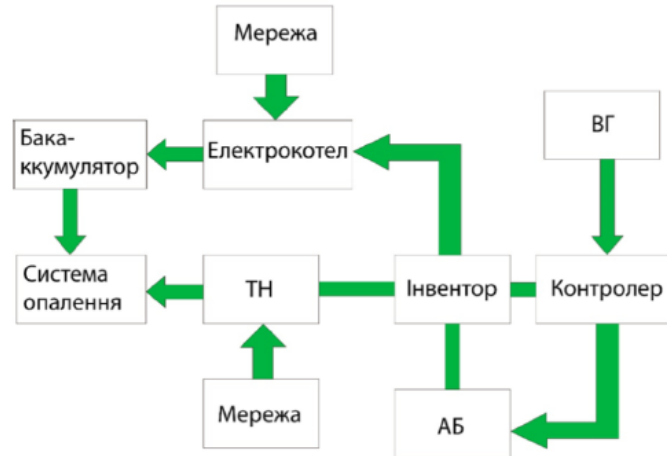 Мережа
ВГ
Бака-
ккумулятор
Електрокотел
Система
опалення
ТН
Інвентор
Контролер
Мережа
АБ